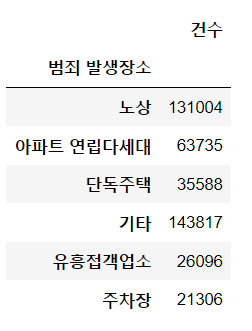 건수
범죄 발생장소
노상 131004
아파트 연립다세대 63735
단독주택 35588
기타 143817
유흥접객업소 26096
주차장 21306